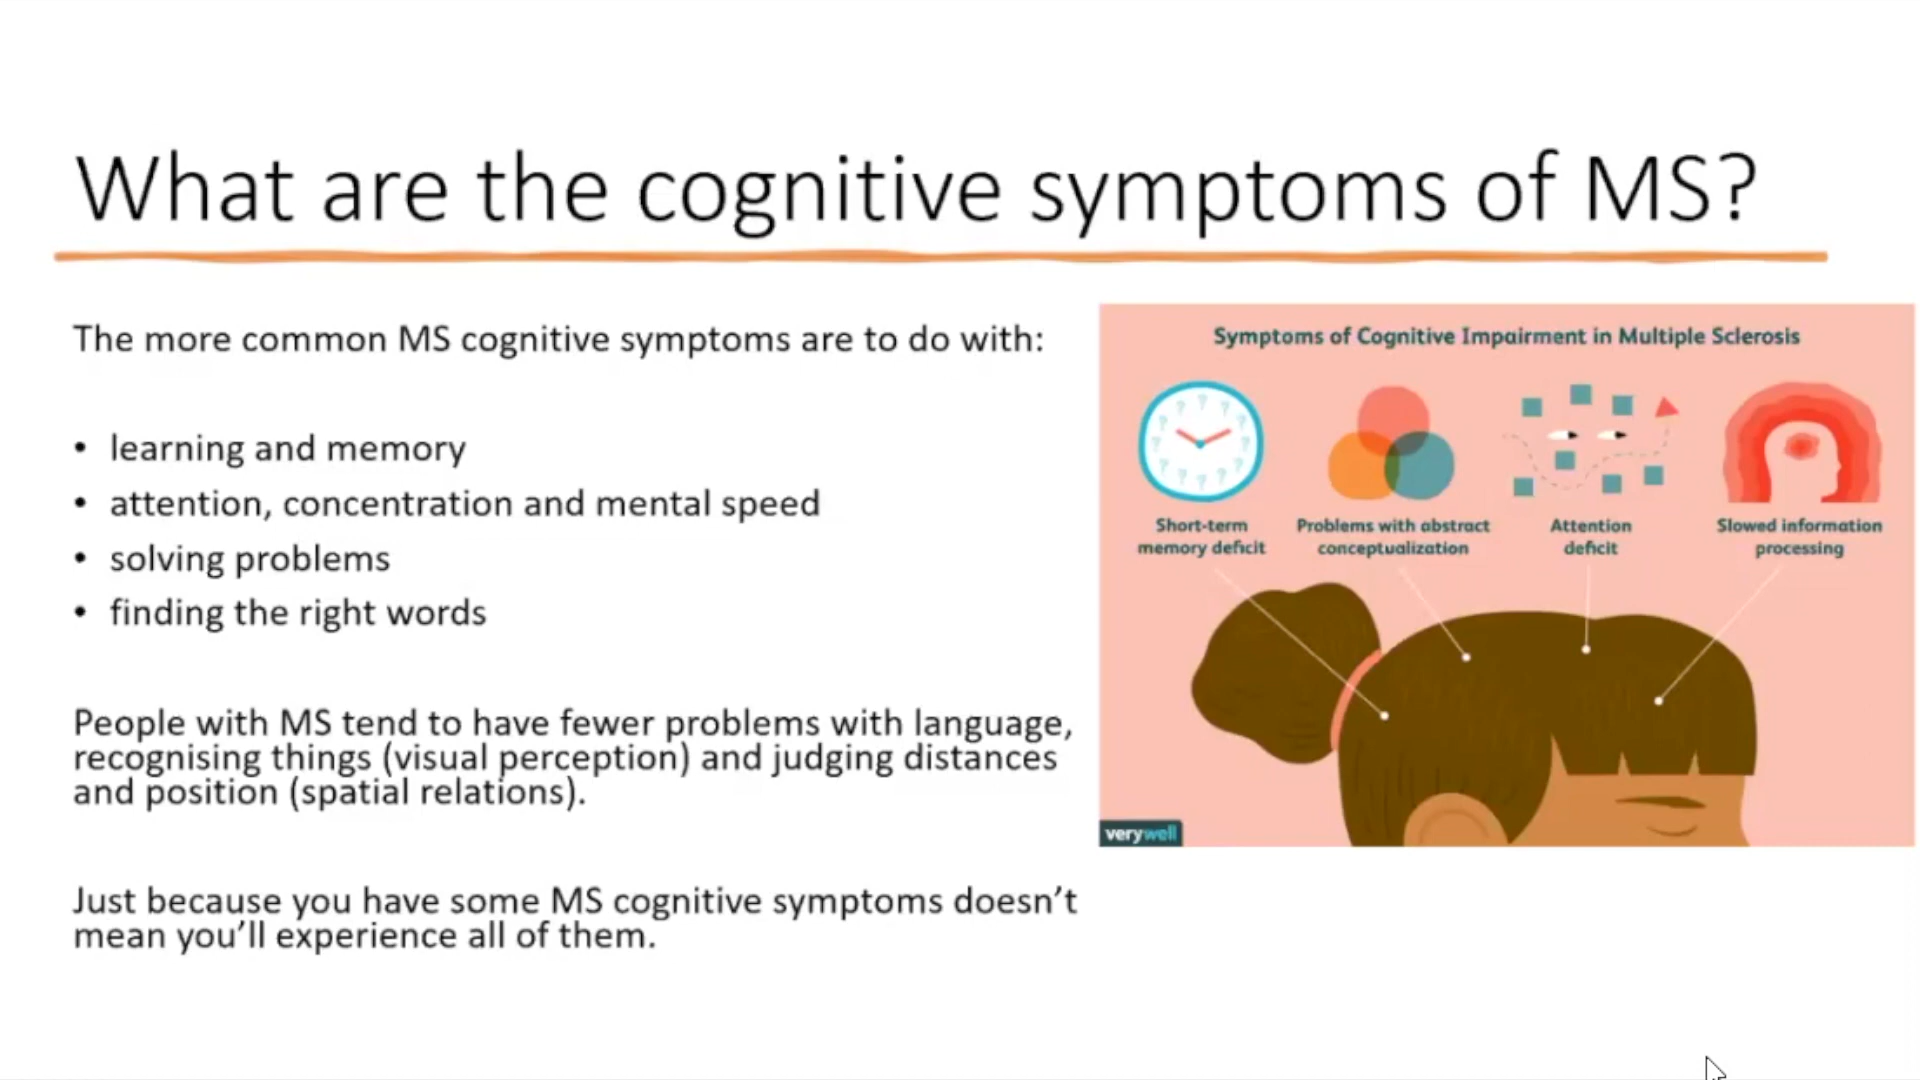 What are the cognitive symptoms of MS?
The more common MS cognitive symptoms are to do with:
• learning and memory
• attention, concentration and mental speed
• solving problems
• finding the right words
People with MS tend to have fewer problems with language,
recognising things (visual perception) and judging distances
and position (spatial relations).
Just because you have some MS cognitive symptoms doesn’t
mean you’ll experience all of them.
Symptoms of Cognitive Impairment in Multiple Sclerosis
Short-term
memory deficit
Problems with abstract
conceptualization
Attention
deficit
Slowed information
processing
verywell